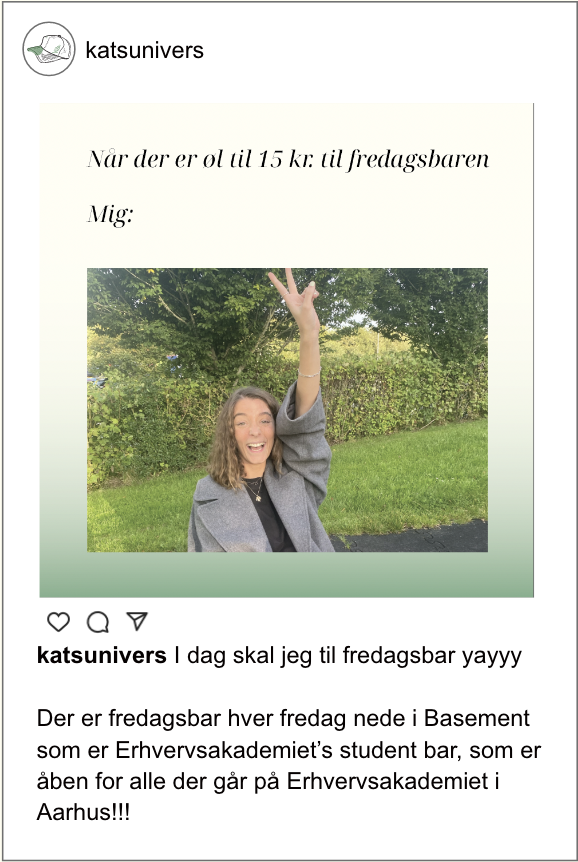 katsunivers
Når der er øl til 15 kr. til fredagsbaren
Mig:
katsunivers I dag skal jeg til fredagsbar yayyy
Der er fredagsbar hver fredag nede i Basement
som er Erhvervsakademiet’s student bar, som er
åben for alle der går på Erhvervsakademiet i
Aarhus!!!